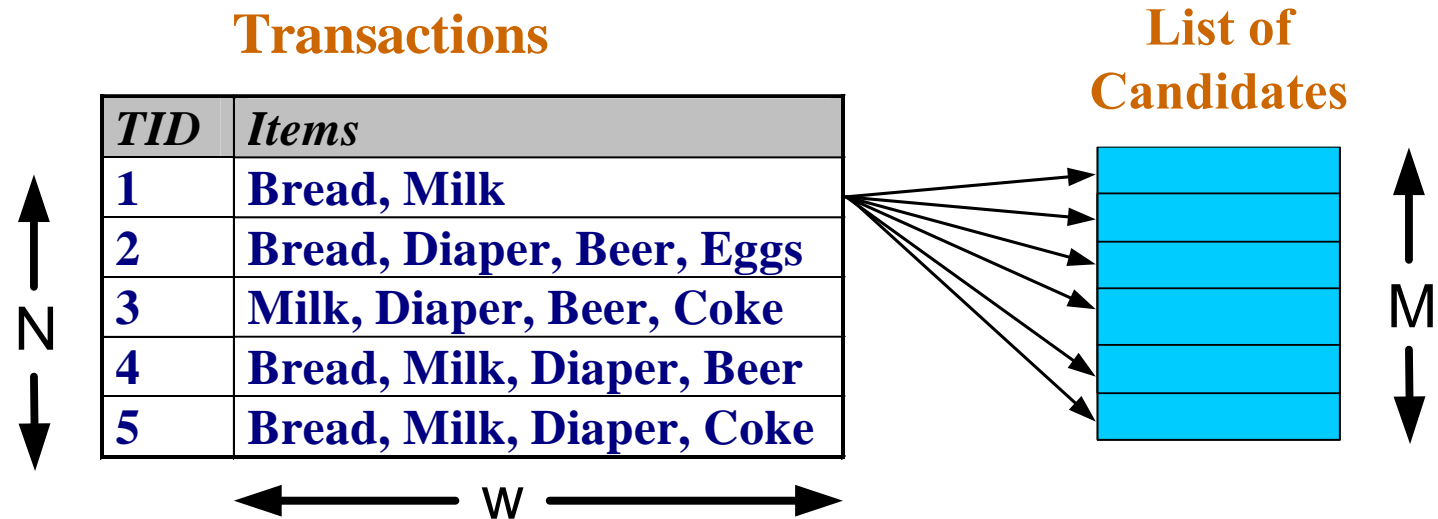 Transactions
List of
Candidates
TID Items
1 Bread, Milk
2 Bread, Diaper, Beer, Eggs
3 Milk, Diaper, Beer, Coke
4 Bread, Milk, Diaper, Beer
5 Bread, Milk, Diaper, Coke
N
M
w